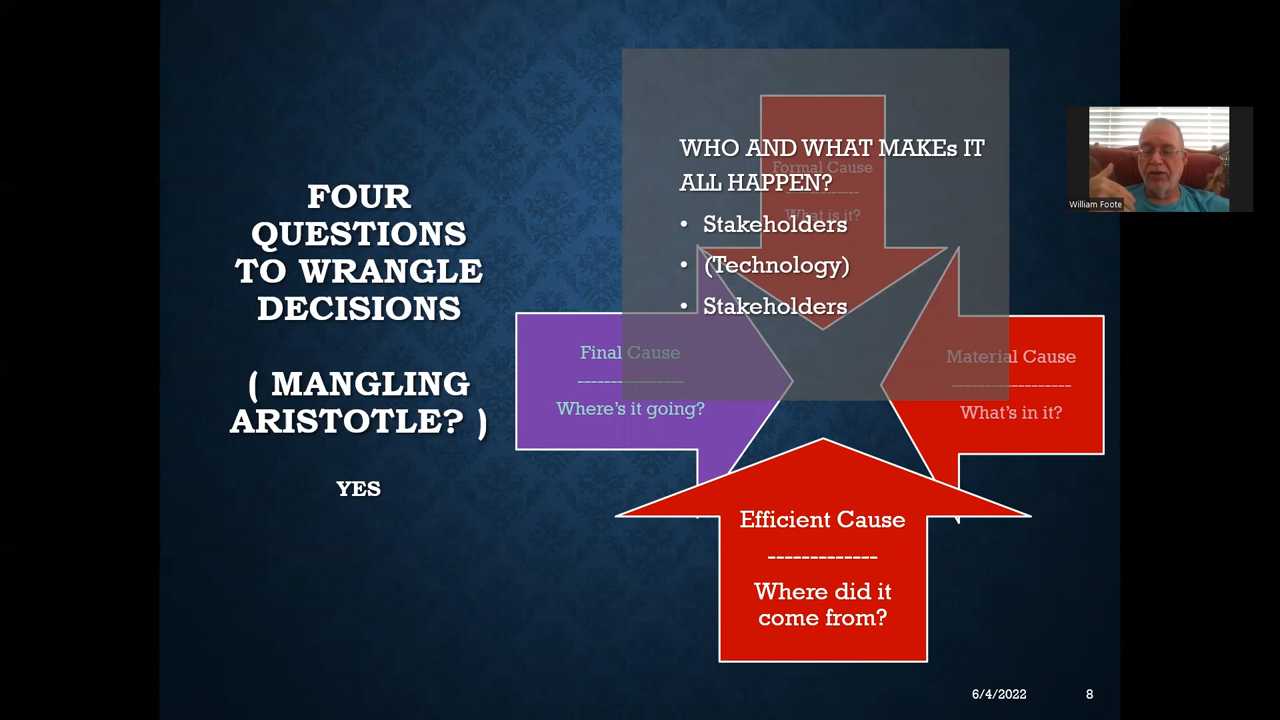 FOUR
QUESTIONS
TO WRANGLE
DECISIONS
( MANGLING
ARISTOTLE? )
YES
WHO AND WHAT MAKEs IT
ALL HAPPEN?
• Stakeholders
• (Technology)
• Stakeholders
Formal Cause
-------------
What is it?
Final Cause
----------------
Where's it going?
Material Cause
------------------
What's in it?
Efficient Cause
-------------
Where did it
come from?
William Foote
6/4/2022 8